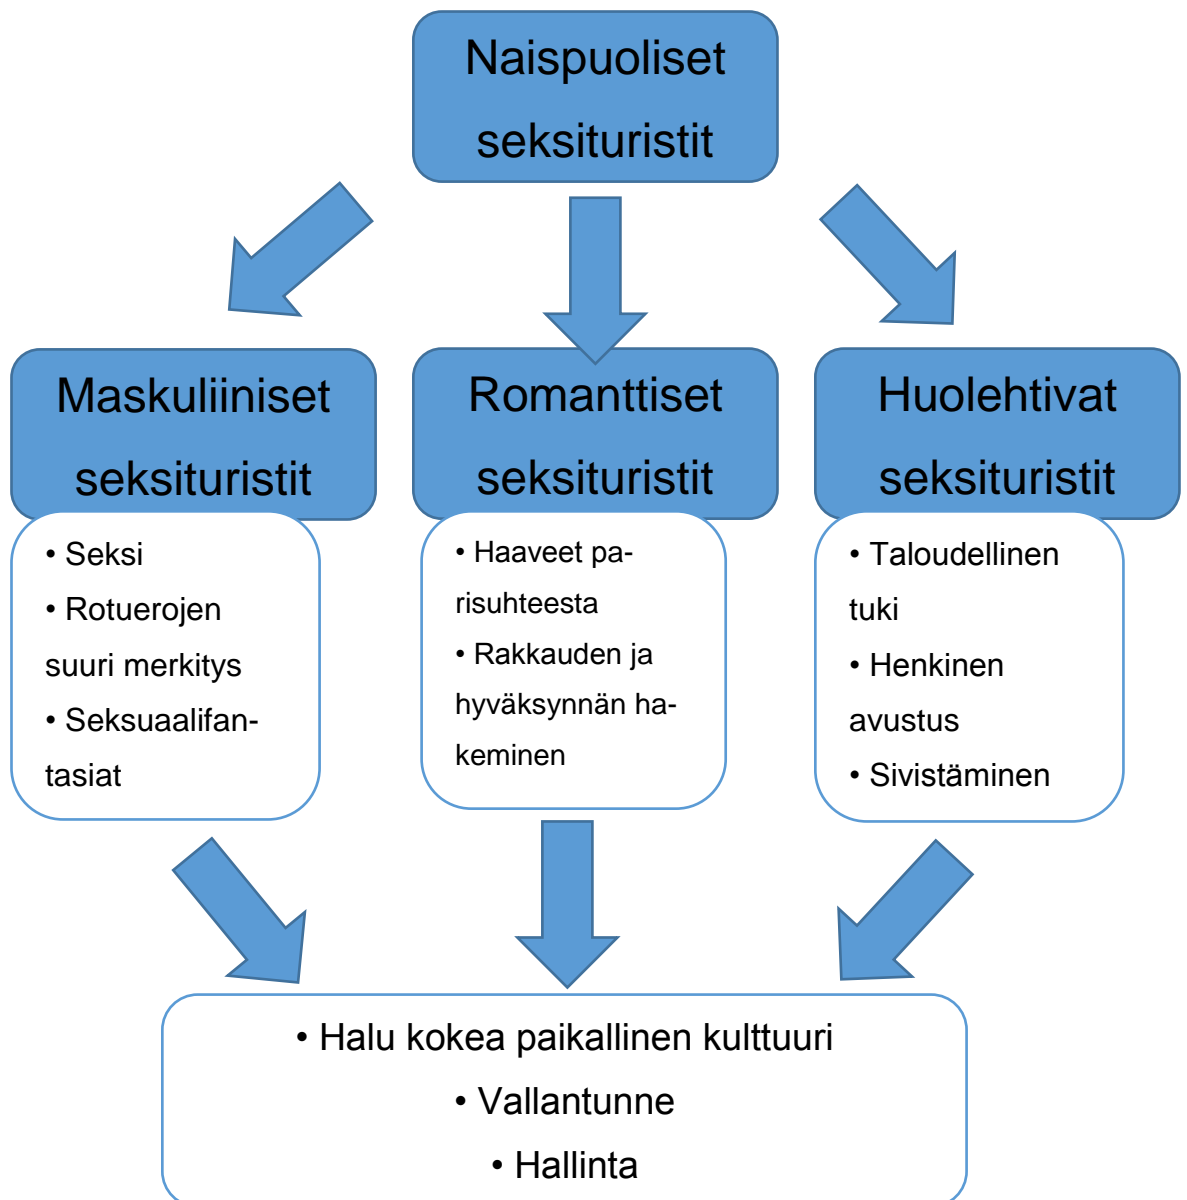 Naispuoliset
seksituristit
Maskuliiniset
seksituristit
• Seksi
• Rotuerojen
suuri merkitys
• Seksuaalifan-
tasiat
Romanttiset
seksituristit
• Haaveet pa-
risuhteesta
• Rakkauden ja
hyväksynnän ha-
keminen
Huolehtivat
seksituristit
• Taloudellinen
tuki
• Henkinen
avustus
• Sivistäminen
• Halu kokea paikallinen kulttuuri
• Vallantunne
• Hallinta